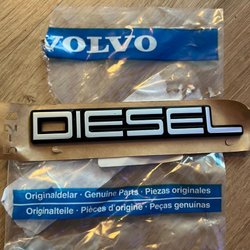 VOLVO
DIESEL
Originaldelar - Genuine Parts - Piezas originales
Originalteile - Pièces d'origine - Peças genuínas